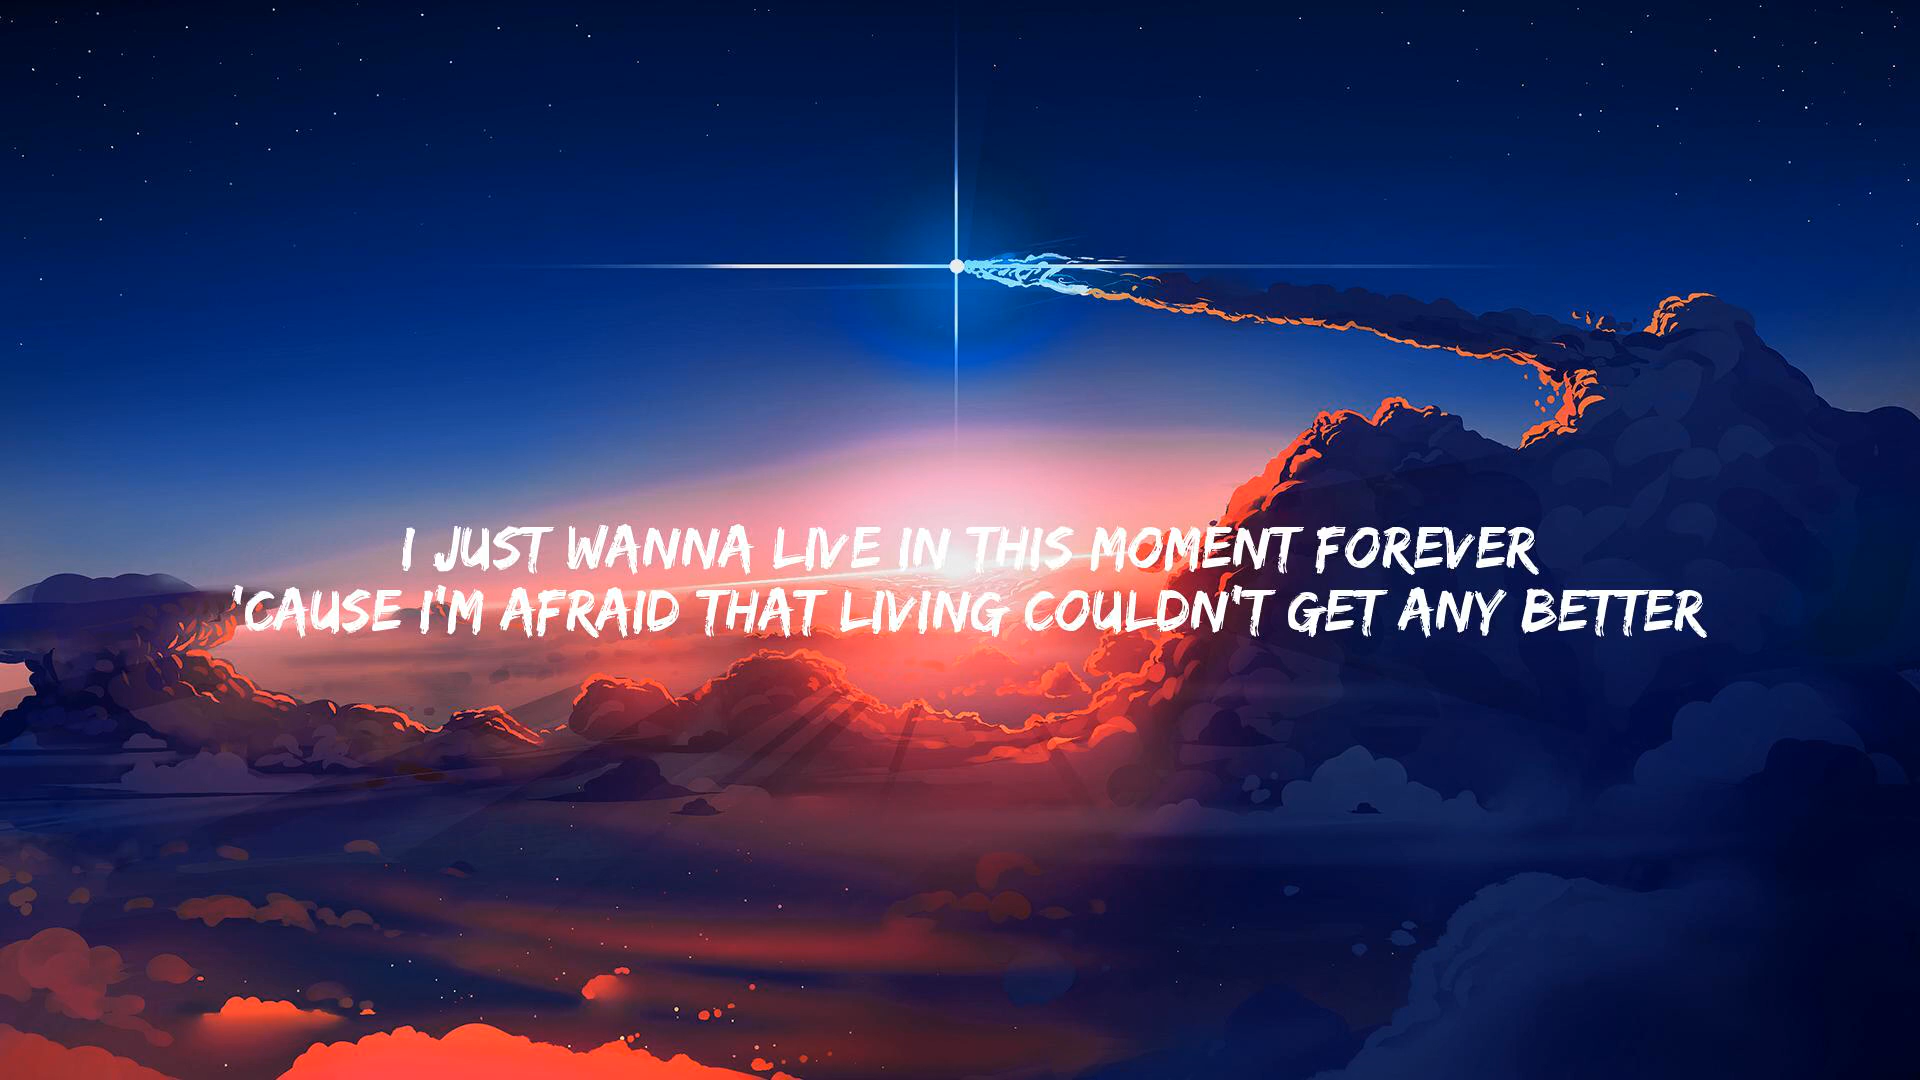 I JUST WANNA LIVE IN THIS MOMENT FOREVER
'CAUSE I'M AFRAID THAT LIVING COULDN'T GET ANY BETTER